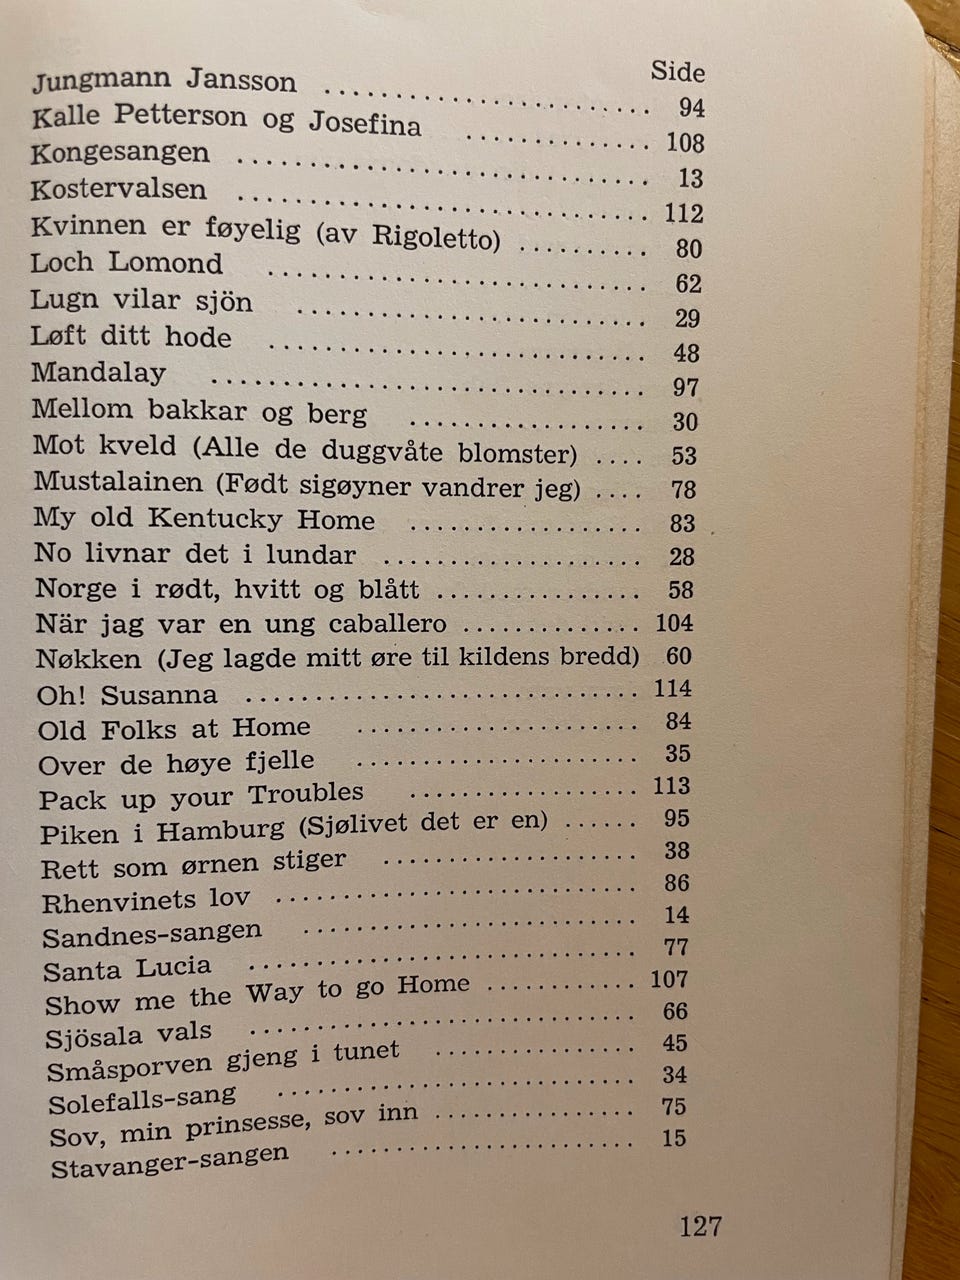 Side
Jungmann Jansson .......................... 94
Kalle Petterson og Josefina .............. 108
Kongesangen .............................. 13
Kostervalsen ............................. 112
Kvinnen er føyelig (av Rigoletto) .......... 80
Loch Lomond ............................. 62
Lugn vilar sjön .......................... 29
Løft ditt hode ............................ 48
Mandalay ................................ 97
Mellom bakkar og berg .................. 30
Mot kveld (Alle de duggvåte blomster) .... 53
Mustalainen (Født sigøyner vandrer jeg) .... 78
My old Kentucky Home .................. 83
No livnar det i lundar .................... 28
Norge i rødt, hvitt og blått ................ 58
När jag var en ung caballero .............. 104
Nøkken (Jeg lagde mitt øre til kildens bredd) 60
Oh! Susanna .............................. 114
Old Folks at Home ...................... 84
Over de høye fjelle ...................... 35
Pack up your Troubles .................. 113
Piken i Hamburg (Sjølivet det er en) ...... 95
Rett som ørnen stiger .................... 38
Rhenvinets lov ............................ 86
Sandnes-sangen .......................... 14
Santa Lucia .............................. 77
Show me the Way to go Home ............ 107
Sjösala vals .............................. 66
Småsporven gjeng i tunet ................ 45
Solefalls-sang ............................ 34
Sov, min prinsesse, sov inn ................ 75
Stavanger-sangen ........................ 15
127